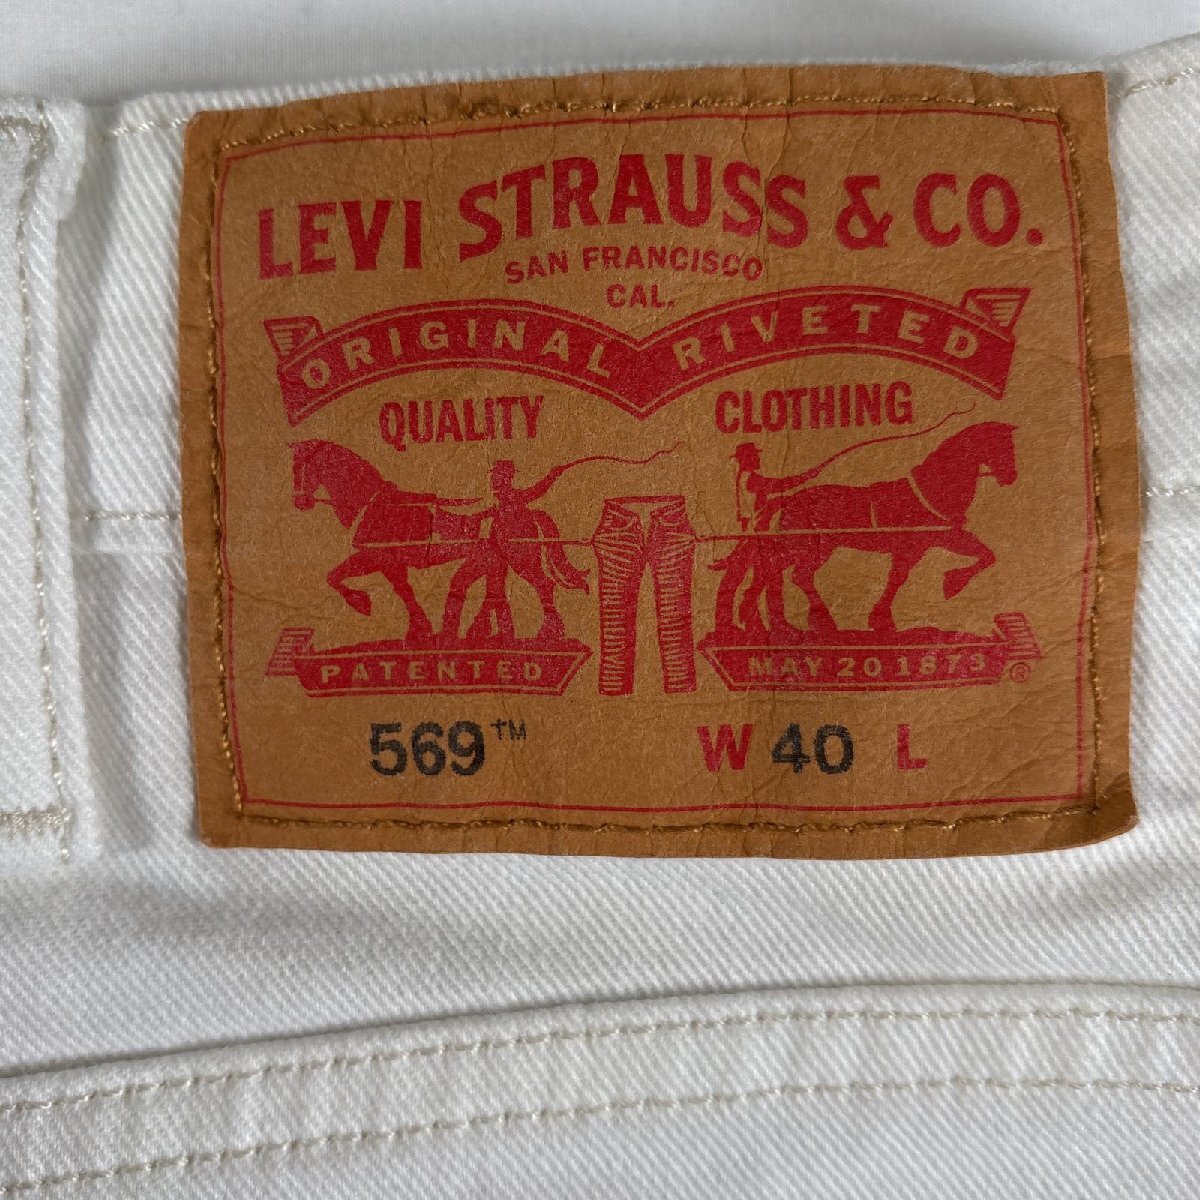 LEVI STRAUSS & CO.
SAN FRANCISCO
CAL.
ORIGINAL RIVETED
QUALITY CLOTHING
PATENTED MAY 20 1873 ®
569™ W 40 L